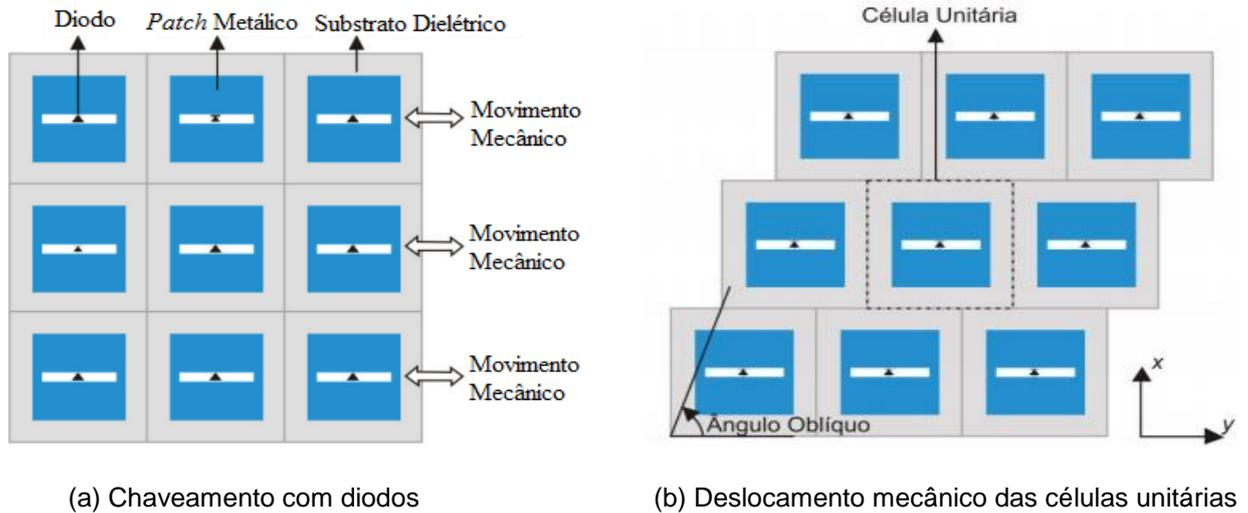 Diodo
Patch Metálico
Substrato Dielétrico
Movimento
Mecânico
Movimento
Mecânico
Movimento
Mecânico
(a) Chaveamento com diodos
Célula Unitária
Ângulo Oblíquo
x
y
(b) Deslocamento mecânico das células unitárias